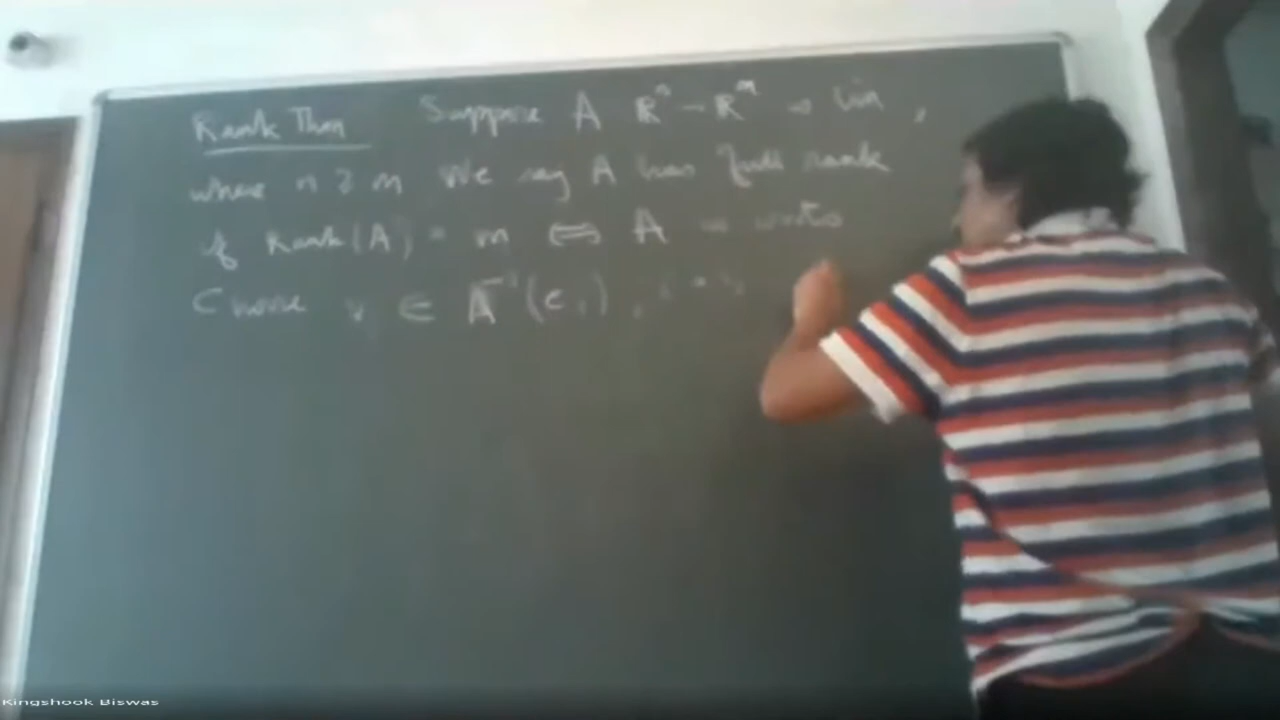 Rank Thm Suppose A R^n → R^m is lin,
where n ≥ m We say A has full rank
if Rank(A) = m ⟺ A is onto
Choose v ∈ A^{-1}(e_i), i =
Kingshook Biswas